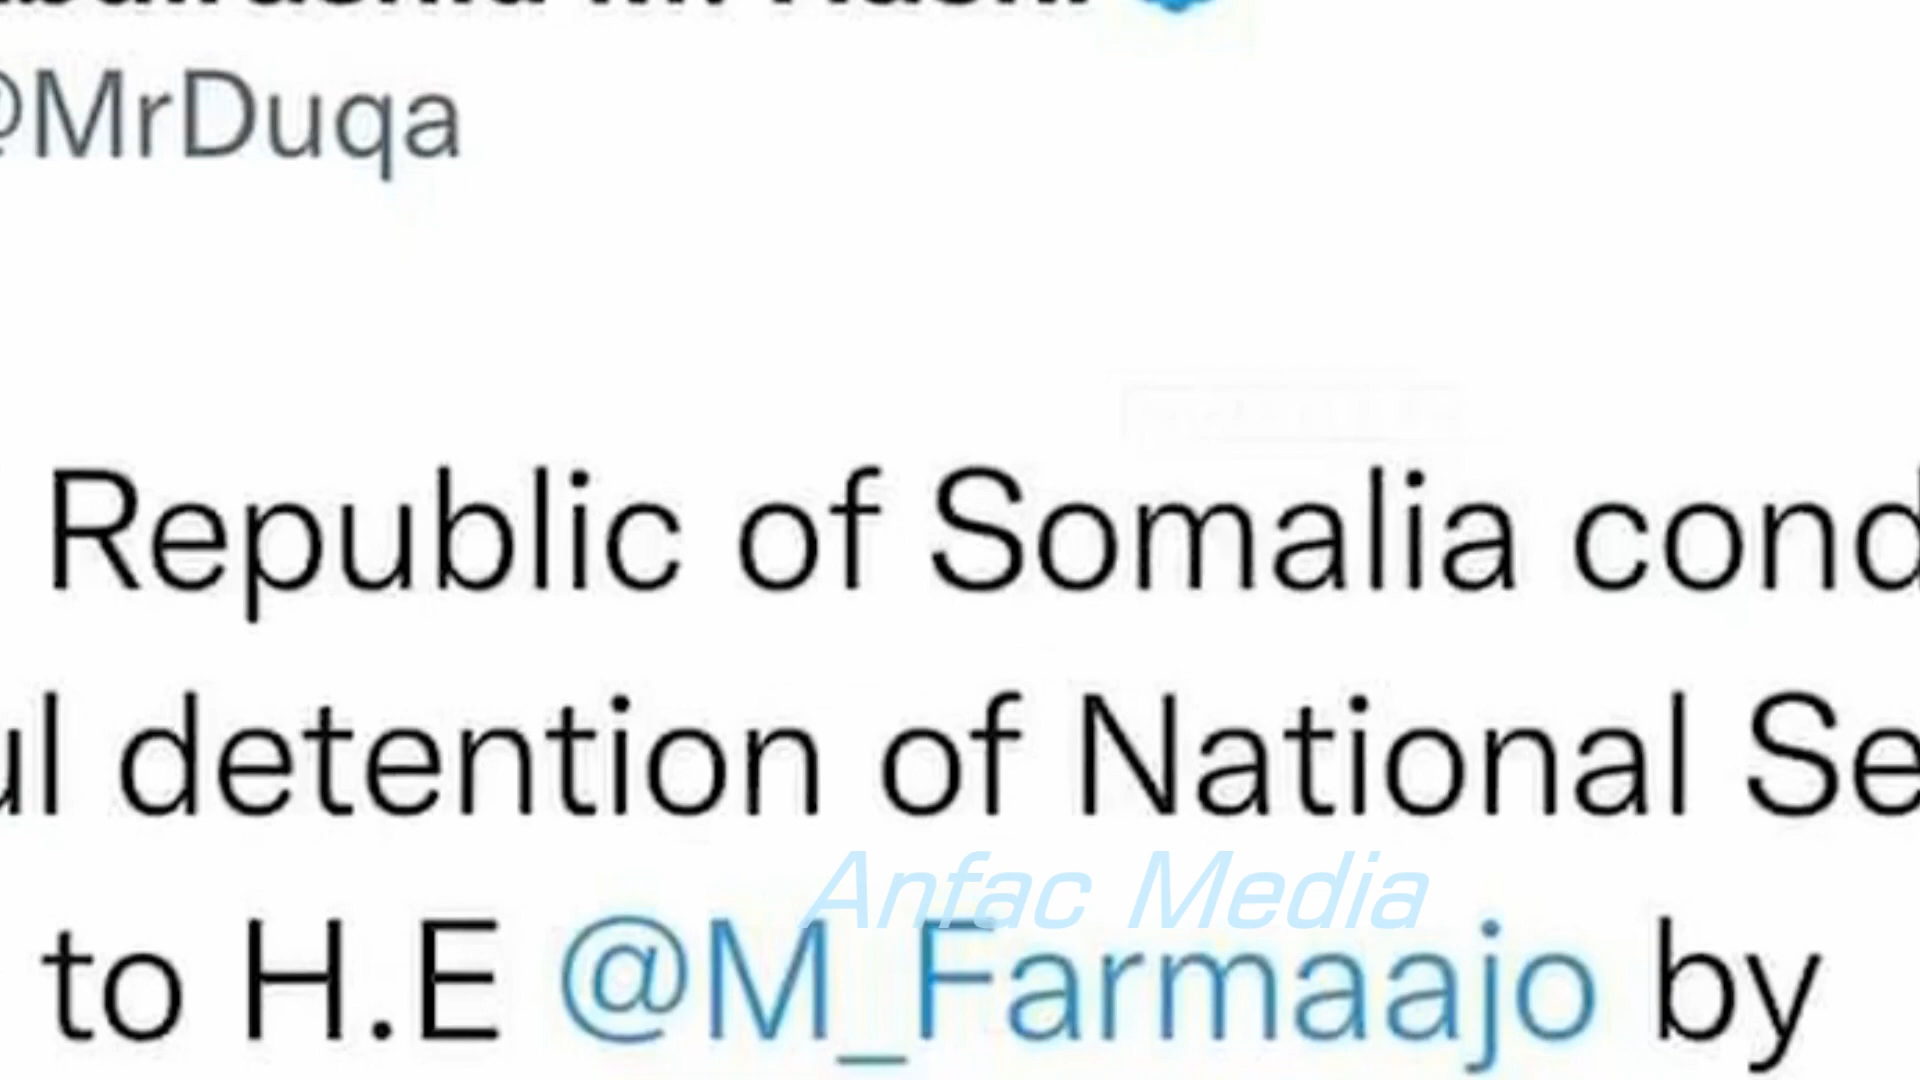 @MrDuqa
Republic of Somalia cond
ul detention of National Se
Anfac Media
to H.E @M_Farmaajo by